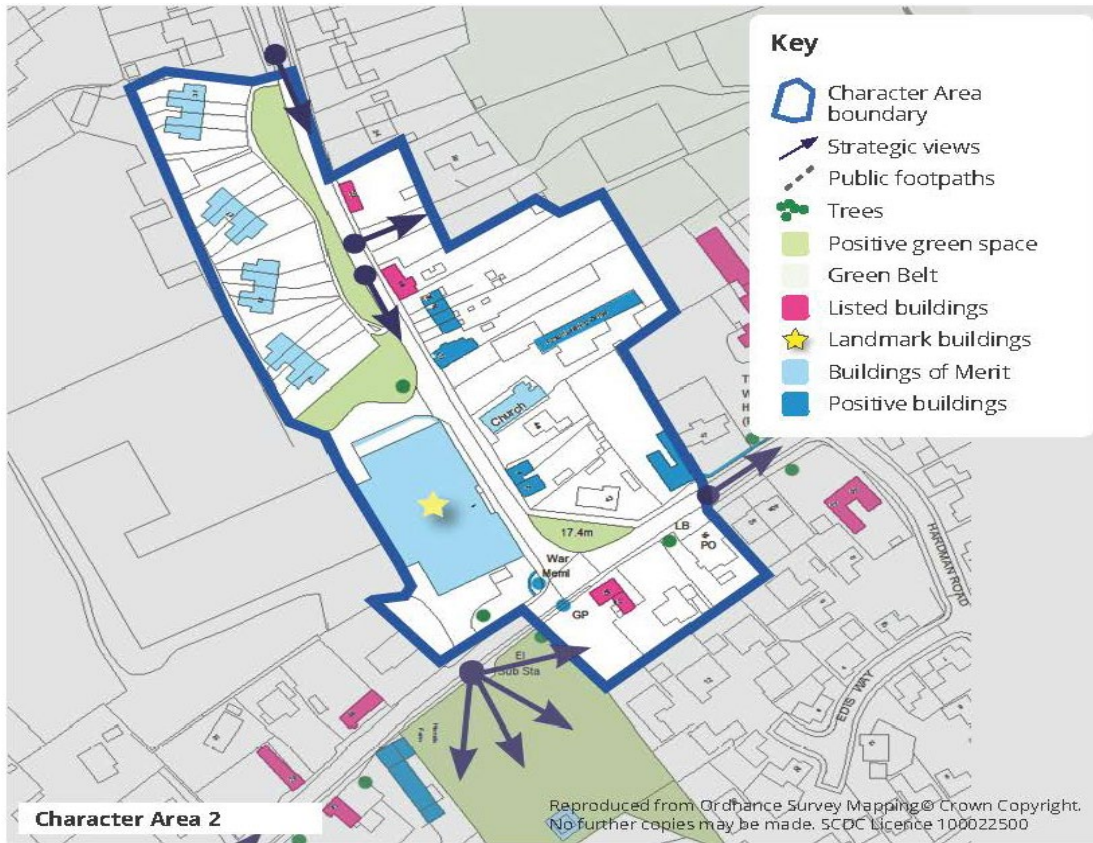 Key
Character Area
boundary
Strategic views
Public footpaths
Trees
Positive green space
Green Belt
Listed buildings
Landmark buildings
Buildings of Merit
Positive buildings
Church
17.4m
War
Meml
LB
PO
GP
El
Sub Sta
HARDMAN ROAD
EDIS WAY
Character Area 2
Reproduced from Ordnance Survey Mapping© Crown Copyright.
No further copies may be made. SCDC Licence 100022500